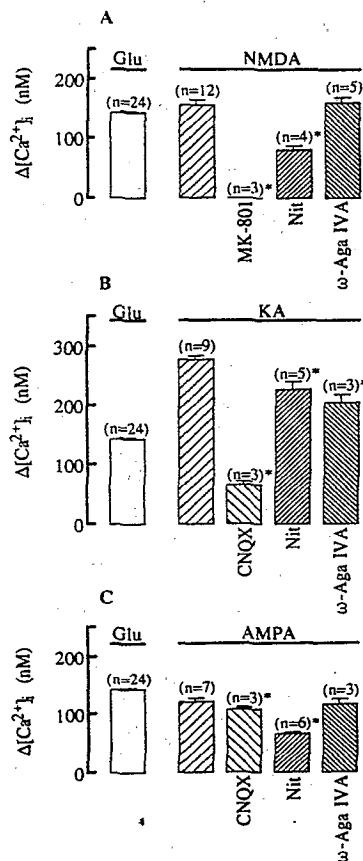 A
Glu NMDA
Δ[Ca²⁺]ᵢ (nM)
200
100
0
(n=24)
(n=12)
(n=3)*
(n=4)*
(n=5)
MK-801
Nit
ω-Aga IVA
B
Glu KA
Δ[Ca²⁺]ᵢ (nM)
300
200
100
0
(n=24)
(n=9)
(n=3)*
(n=5)*
(n=3)*
CNQX
Nit
ω-Aga IVA
C
Glu AMPA
Δ[Ca²⁺]ᵢ (nM)
200
100
0
(n=24)
(n=7)
(n=3)*
(n=6)*
(n=3)
CNQX
Nit
ω-Aga IVA